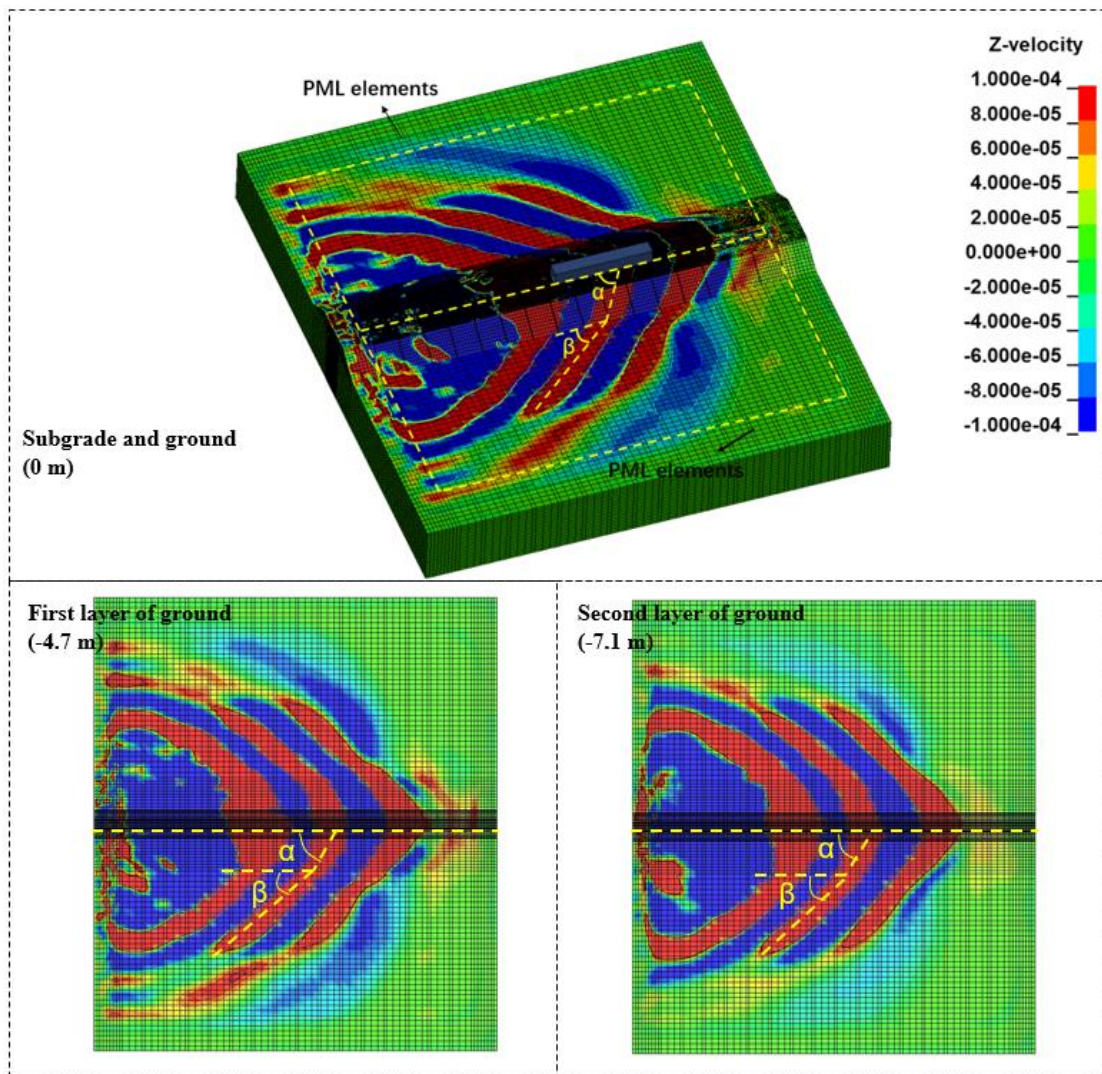 Z-velocity
PML elements
1.000e-04
8.000e-05
6.000e-05
4.000e-05
2.000e-05
0.000e+00
-2.000e-05
-4.000e-05
-6.000e-05
-8.000e-05
-1.000e-04
α
β
Subgrade and ground
(0 m)
PML elements
First layer of ground
(-4.7 m)
α
β
Second layer of ground
(-7.1 m)
α
β